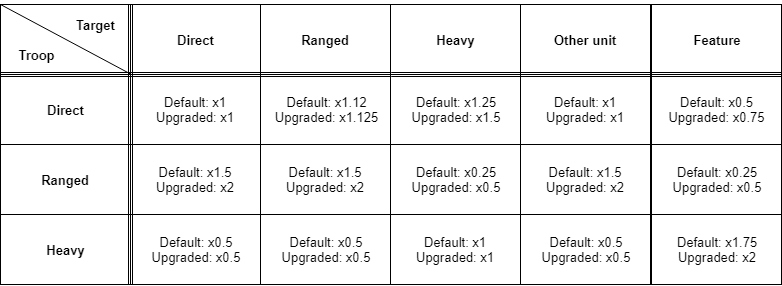 Target
Troop
Direct
Ranged
Heavy
Other unit
Feature
Direct
Default: x1
Upgraded: x1
Default: x1.12
Upgraded: x1.125
Default: x1.25
Upgraded: x1.5
Default: x1
Upgraded: x1
Default: x0.5
Upgraded: x0.75
Ranged
Default: x1.5
Upgraded: x2
Default: x1.5
Upgraded: x2
Default: x0.25
Upgraded: x0.5
Default: x1.5
Upgraded: x2
Default: x0.25
Upgraded: x0.5
Heavy
Default: x0.5
Upgraded: x0.5
Default: x0.5
Upgraded: x0.5
Default: x1
Upgraded: x1
Default: x0.5
Upgraded: x0.5
Default: x1.75
Upgraded: x2